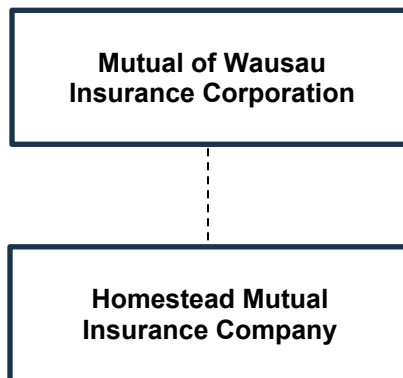 Mutual of Wausau
Insurance Corporation
Homestead Mutual
Insurance Company